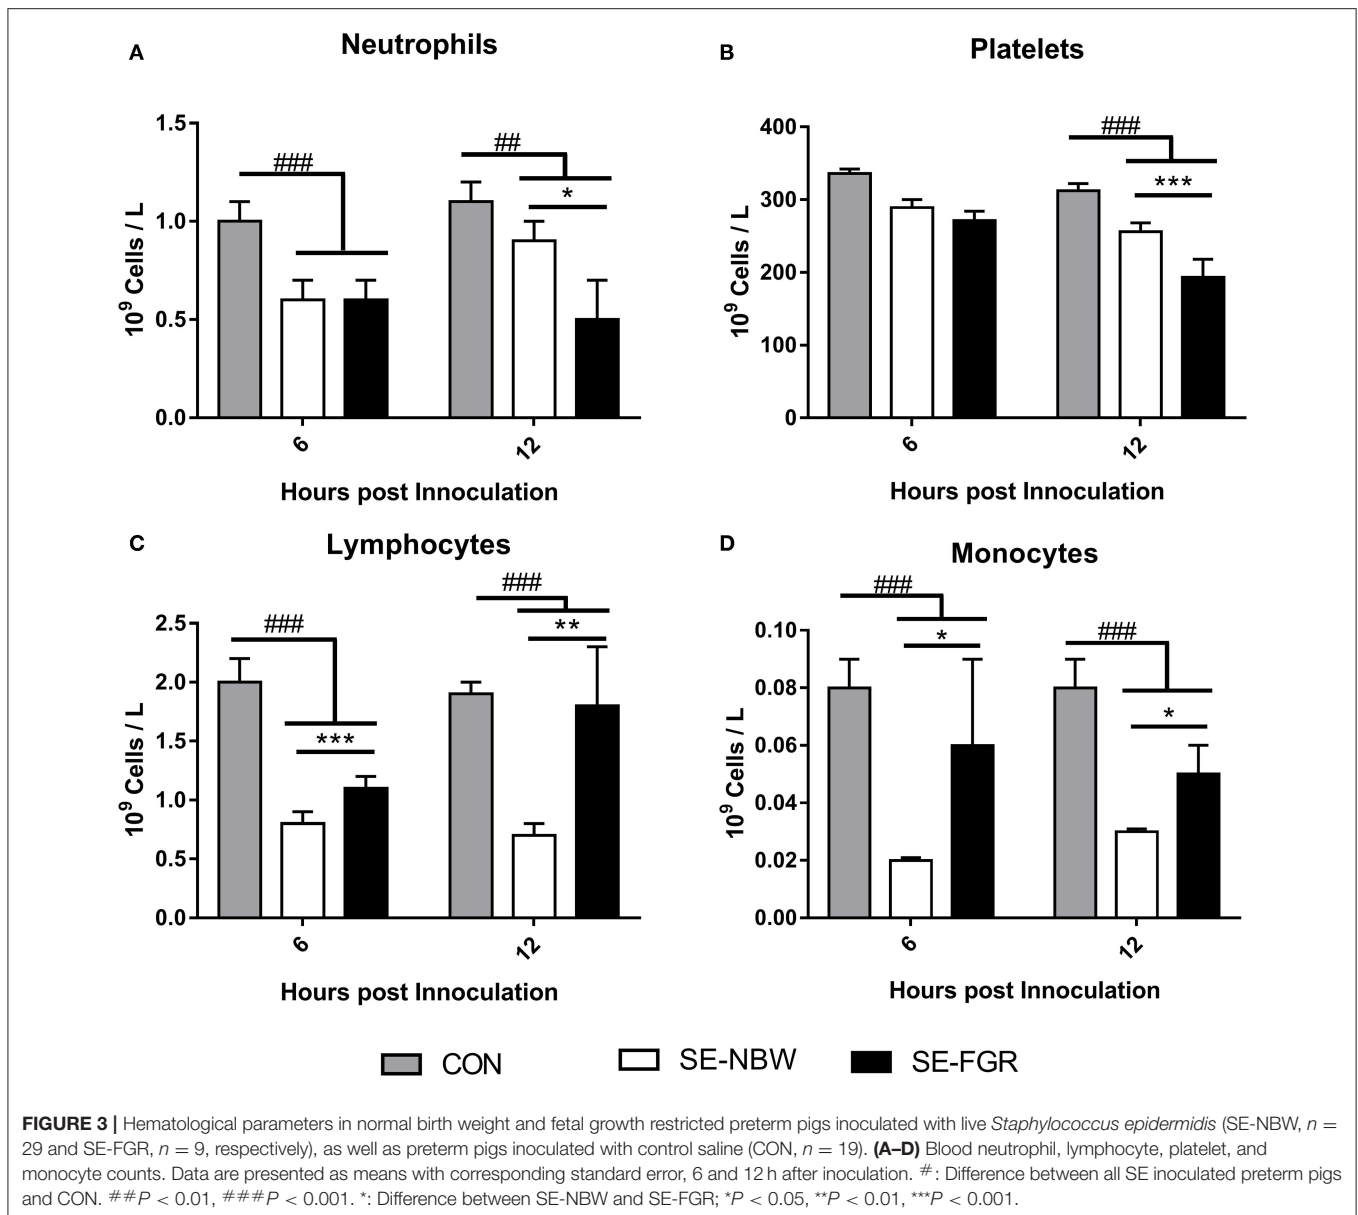 A
Neutrophils
10⁹ Cells / L
1.5
1.0
0.5
0.0
###
##
*
6
12
Hours post Innoculation
B
Platelets
10⁹ Cells / L
400
300
200
100
0
###
***
6
12
Hours post Innoculation
C
Lymphocytes
10⁹ Cells / L
2.5
2.0
1.5
1.0
0.5
0.0
###
***
###
**
6
12
Hours post Innoculation
D
Monocytes
10⁹ Cells / L
0.10
0.08
0.06
0.04
0.02
0.00
###
*
###
*
6
12
Hours post Innoculation
CON
SE-NBW
SE-FGR
FIGURE 3 | Hematological parameters in normal birth weight and fetal growth restricted preterm pigs inoculated with live Staphylococcus epidermidis (SE-NBW, n =
29 and SE-FGR, n = 9, respectively), as well as preterm pigs inoculated with control saline (CON, n = 19). (A–D) Blood neutrophil, lymphocyte, platelet, and
monocyte counts. Data are presented as means with corresponding standard error, 6 and 12 h after inoculation. #: Difference between all SE inoculated preterm pigs
and CON. ##P < 0.01, ###P < 0.001. *: Difference between SE-NBW and SE-FGR; *P < 0.05, **P < 0.01, ***P < 0.001.